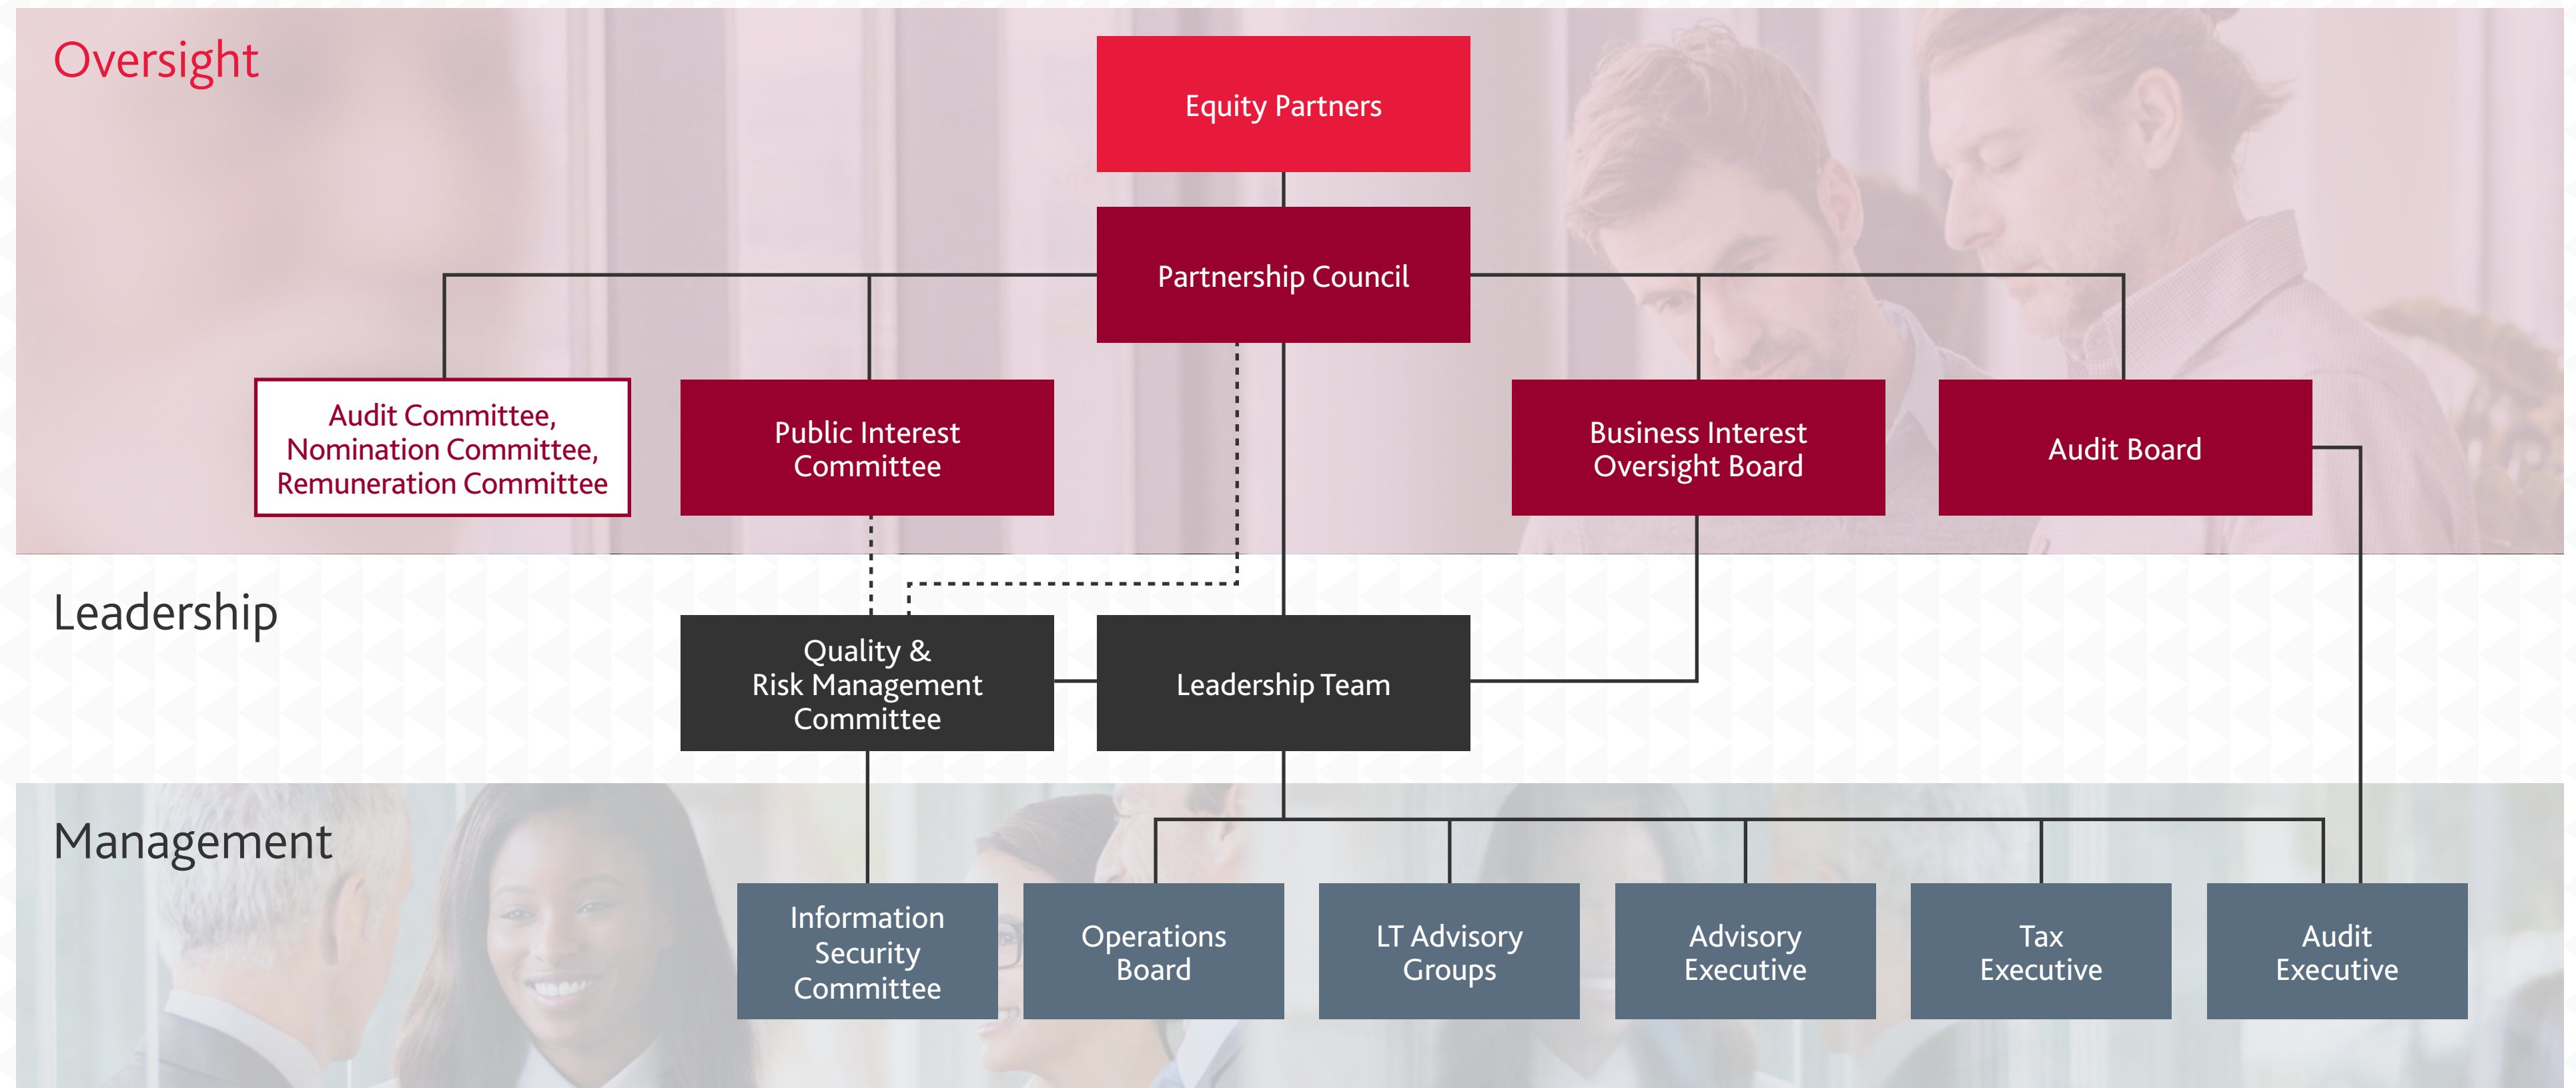 Oversight
Equity Partners
Partnership Council
Audit Committee,
Nomination Committee,
Remuneration Committee
Public Interest
Committee
Business Interest
Oversight Board
Audit Board
Leadership
Quality &
Risk Management
Committee
Leadership Team
Management
Information
Security
Committee
Operations
Board
LT Advisory
Groups
Advisory
Executive
Tax
Executive
Audit
Executive